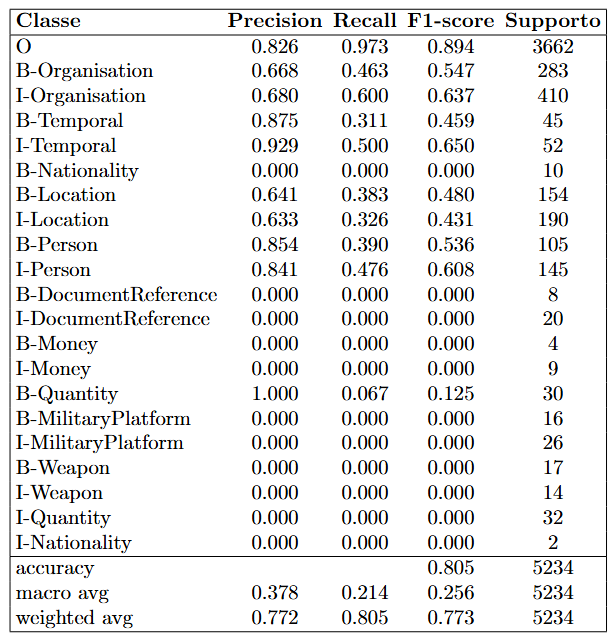 Classe Precision Recall F1-score Supporto
O 0.826 0.973 0.894 3662
B-Organisation 0.668 0.463 0.547 283
I-Organisation 0.680 0.600 0.637 410
B-Temporal 0.875 0.311 0.459 45
I-Temporal 0.929 0.500 0.650 52
B-Nationality 0.000 0.000 0.000 10
B-Location 0.641 0.383 0.480 154
I-Location 0.633 0.326 0.431 190
B-Person 0.854 0.390 0.536 105
I-Person 0.841 0.476 0.608 145
B-DocumentReference 0.000 0.000 0.000 8
I-DocumentReference 0.000 0.000 0.000 20
B-Money 0.000 0.000 0.000 4
I-Money 0.000 0.000 0.000 9
B-Quantity 1.000 0.067 0.125 30
B-MilitaryPlatform 0.000 0.000 0.000 16
I-MilitaryPlatform 0.000 0.000 0.000 26
B-Weapon 0.000 0.000 0.000 17
I-Weapon 0.000 0.000 0.000 14
I-Quantity 0.000 0.000 0.000 32
I-Nationality 0.000 0.000 0.000 2
accuracy 0.805 5234
macro avg 0.378 0.214 0.256 5234
weighted avg 0.772 0.805 0.773 5234